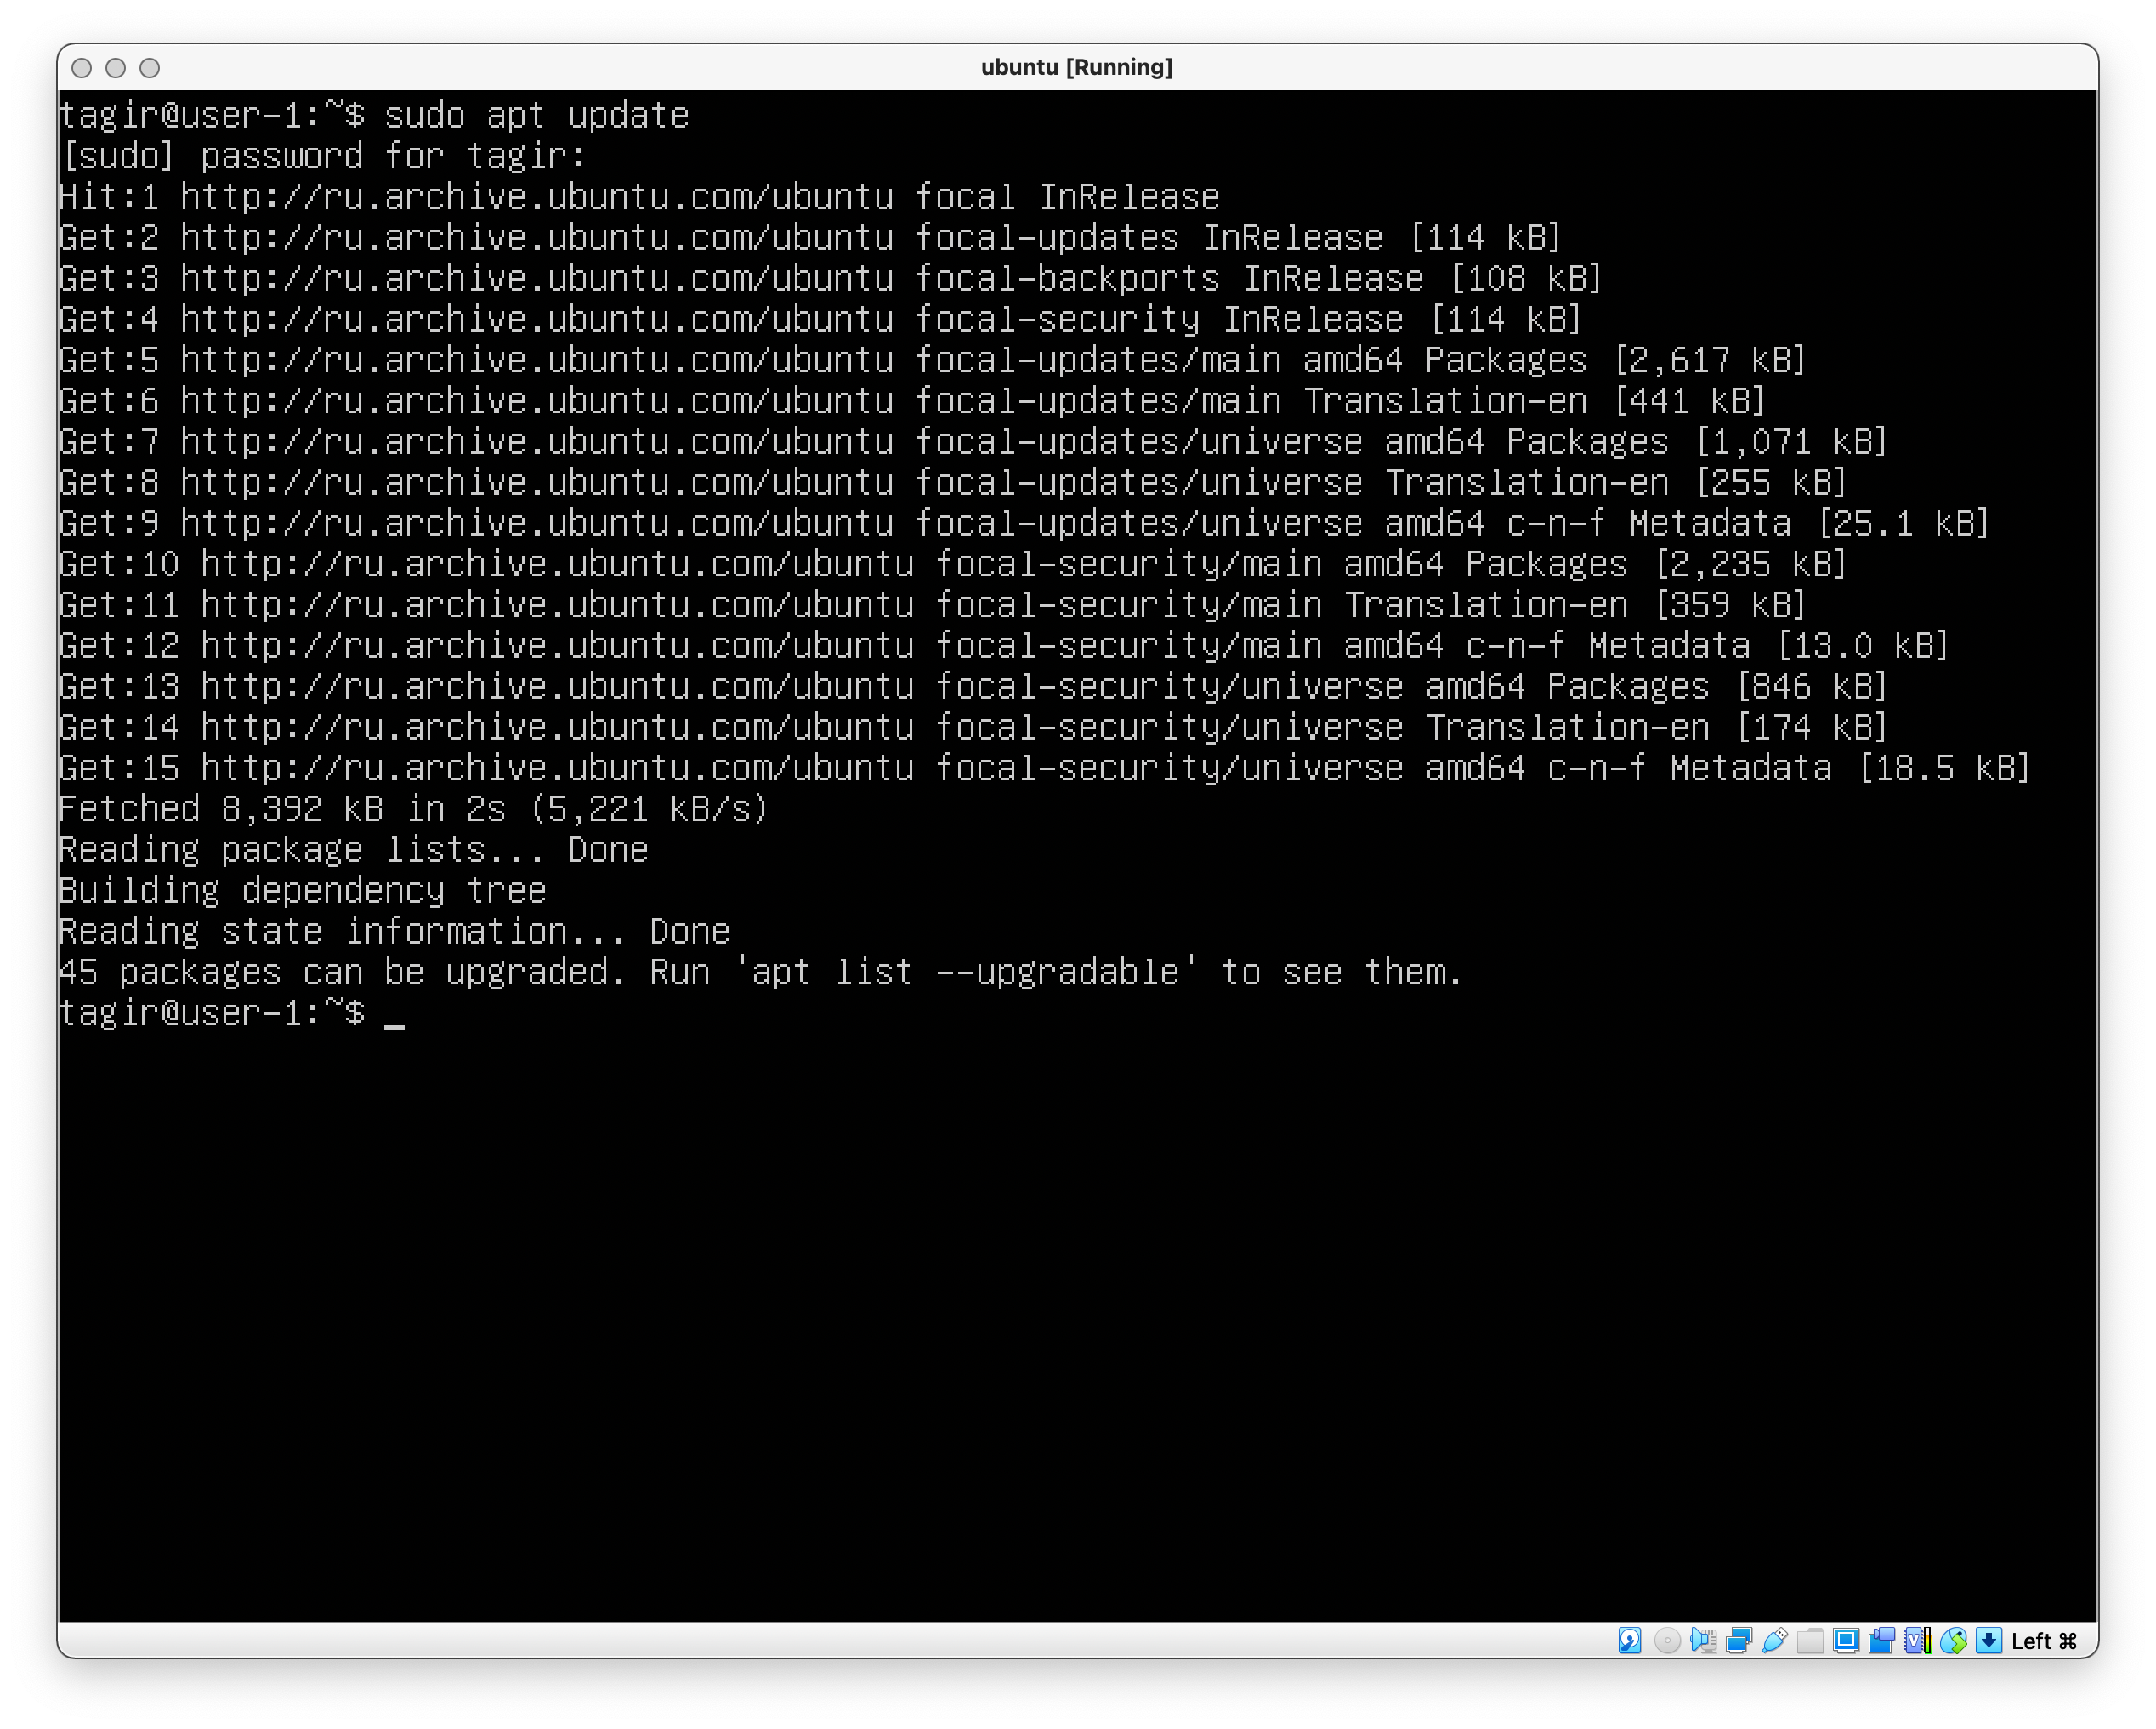 ubuntu [Running]
tagir@user-1:~$ sudo apt update
[sudo] password for tagir:
Hit:1 http://ru.archive.ubuntu.com/ubuntu focal InRelease
Get:2 http://ru.archive.ubuntu.com/ubuntu focal-updates InRelease [114 kB]
Get:3 http://ru.archive.ubuntu.com/ubuntu focal-backports InRelease [108 kB]
Get:4 http://ru.archive.ubuntu.com/ubuntu focal-security InRelease [114 kB]
Get:5 http://ru.archive.ubuntu.com/ubuntu focal-updates/main amd64 Packages [2,617 kB]
Get:6 http://ru.archive.ubuntu.com/ubuntu focal-updates/main Translation-en [441 kB]
Get:7 http://ru.archive.ubuntu.com/ubuntu focal-updates/universe amd64 Packages [1,071 kB]
Get:8 http://ru.archive.ubuntu.com/ubuntu focal-updates/universe Translation-en [255 kB]
Get:9 http://ru.archive.ubuntu.com/ubuntu focal-updates/universe amd64 c-n-f Metadata [25.1 kB]
Get:10 http://ru.archive.ubuntu.com/ubuntu focal-security/main amd64 Packages [2,235 kB]
Get:11 http://ru.archive.ubuntu.com/ubuntu focal-security/main Translation-en [359 kB]
Get:12 http://ru.archive.ubuntu.com/ubuntu focal-security/main amd64 c-n-f Metadata [13.0 kB]
Get:13 http://ru.archive.ubuntu.com/ubuntu focal-security/universe amd64 Packages [846 kB]
Get:14 http://ru.archive.ubuntu.com/ubuntu focal-security/universe Translation-en [174 kB]
Get:15 http://ru.archive.ubuntu.com/ubuntu focal-security/universe amd64 c-n-f Metadata [18.5 kB]
Fetched 8,392 kB in 2s (5,221 kB/s)
Reading package lists... Done
Building dependency tree
Reading state information... Done
45 packages can be upgraded. Run 'apt list --upgradable' to see them.
tagir@user-1:~$ _
Left ⌘